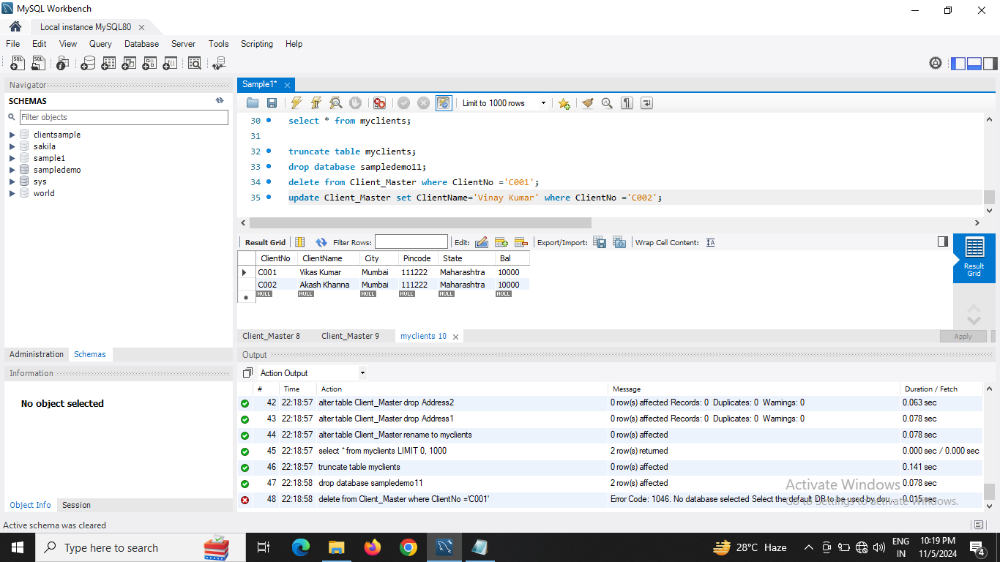 MySQL Workbench
Local instance MySQL80
File Edit View Query Database Server Tools Scripting Help
Navigator
SCHEMAS
Filter objects
clientsample
sakila
sample1
sampledemo
sys
world
Administration Schemas
Information
No object selected
Object Info Session
Sample1*
Limit to 1000 rows
30 select * from myclients;
31
32 truncate table myclients;
33 drop database sampledemo11;
34 delete from Client_Master where ClientNo ='C001';
35 update Client_Master set ClientName='Vinay Kumar' where ClientNo ='C002';
Result Grid Filter Rows: Edit: Export/Import: Wrap Cell Content:
ClientNo ClientName City Pincode State Bal
C001 Vikas Kumar Mumbai 111222 Maharashtra 10000
C002 Akash Khanna Mumbai 111222 Maharashtra 10000
NULL NULL NULL NULL NULL NULL
Result
Grid
Client_Master 8 Client_Master 9 myclients 10
Apply
Output
Action Output
# Time Action Message Duration / Fetch
42 22:18:57 alter table Client_Master drop Address2 0 row(s) affected Records: 0 Duplicates: 0 Warnings: 0 0.063 sec
43 22:18:57 alter table Client_Master drop Address1 0 row(s) affected Records: 0 Duplicates: 0 Warnings: 0 0.078 sec
44 22:18:57 alter table Client_Master rename to myclients 0 row(s) affected 0.078 sec
45 22:18:57 select * from myclients LIMIT 0, 1000 2 row(s) returned 0.000 sec / 0.000 sec
46 22:18:57 truncate table myclients 0 row(s) affected 0.141 sec
47 22:18:58 drop database sampledemo11 2 row(s) affected 0.078 sec
48 22:18:58 delete from Client_Master where ClientNo ='C001' Error Code: 1046. No database selected Select the default DB to be used by dou... 0.015 sec
Activate Windows
Go to Settings to activate Windows.
Active schema was cleared
Type here to search
28°C Haze
ENG
IN
10:19 PM
11/5/2024
4